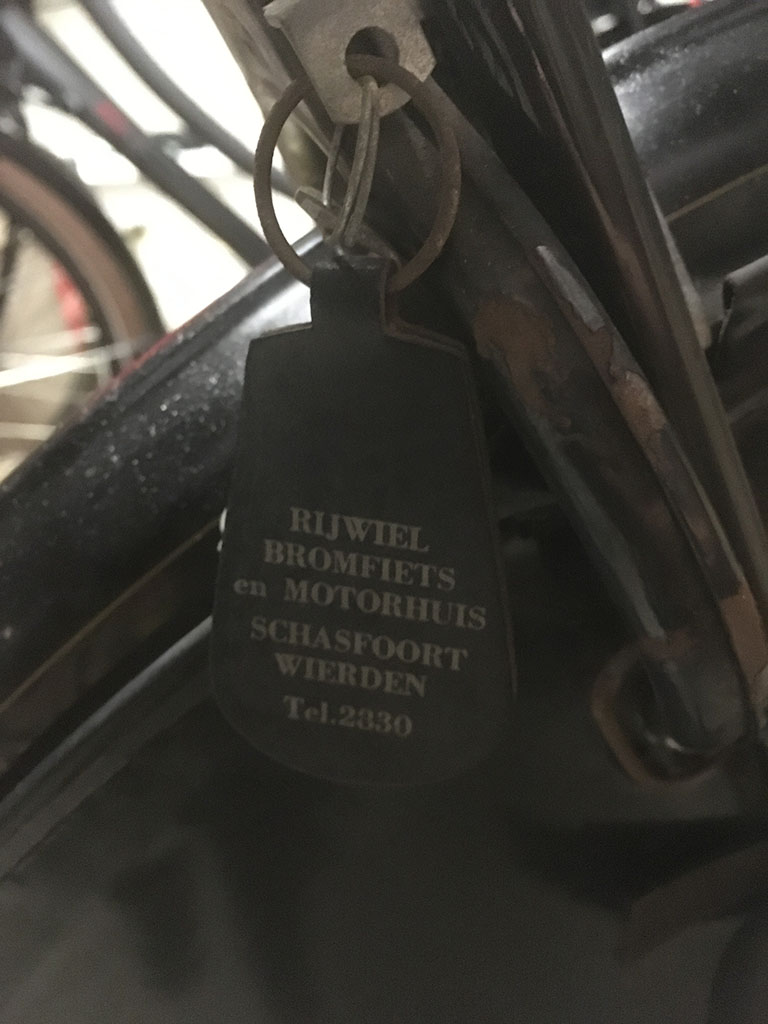 RIJWIEL
BROMFIETS
en MOTORHUIS
SCHASFOORT
WIERDEN
Tel.2330